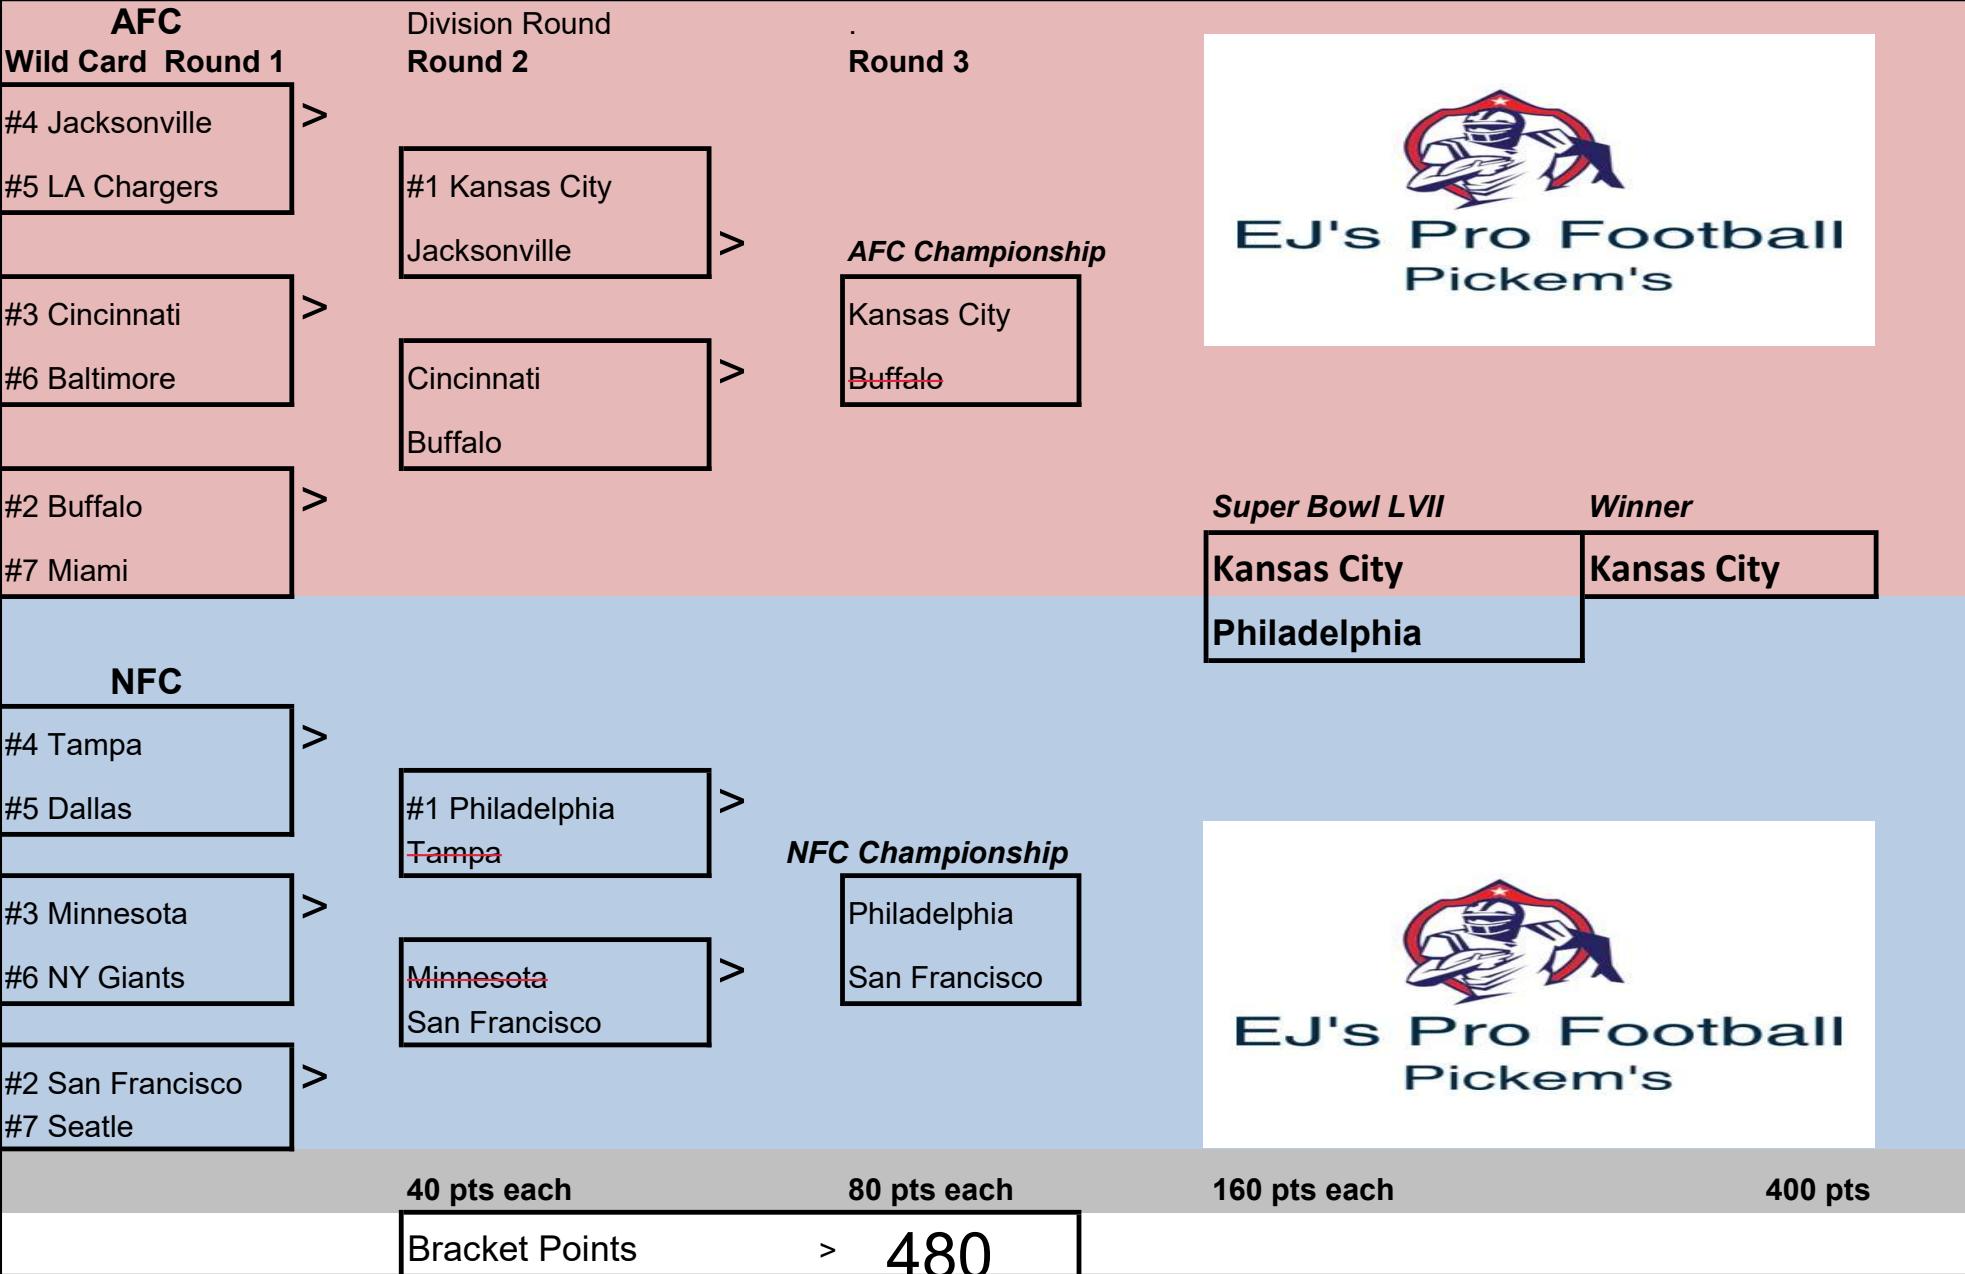 AFC Division Round .
Wild Card Round 1 Round 2 Round 3
#4 Jacksonville >
#5 LA Chargers #1 Kansas City
Jacksonville > AFC Championship
#3 Cincinnati > Kansas City
#6 Baltimore Cincinnati > Buffalo
Buffalo
#2 Buffalo >
#7 Miami
EJ's Pro Football
Pickem's
Super Bowl LVII Winner
Kansas City Kansas City
Philadelphia
NFC
#4 Tampa >
#5 Dallas #1 Philadelphia >
Tampa NFC Championship
#3 Minnesota > Philadelphia
#6 NY Giants Minnesota > San Francisco
San Francisco
#2 San Francisco >
#7 Seatle
EJ's Pro Football
Pickem's
40 pts each 80 pts each 160 pts each 400 pts
Bracket Points > 480